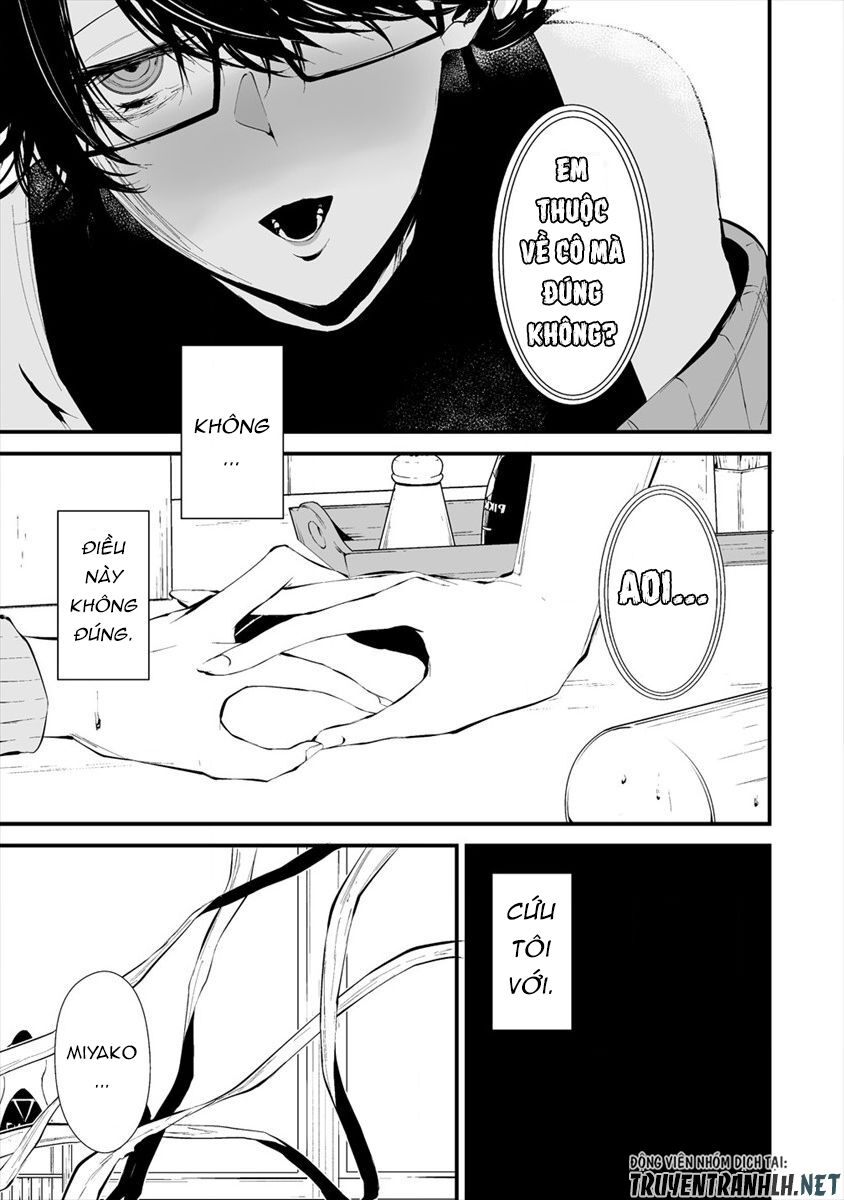 EM
THUỘC
VỀ CÔ MÀ
ĐÚNG
KHÔNG?
KHÔNG
...
AOI...
PIK
ĐIỀU
NÀY
KHÔNG
ĐÚNG.
CỨU
TÔI
VỚI.
MIYAKO
...
ĐỘNG VIÊN NHÓM DỊCH TẠI:
TRUYENTRANHLH.NET